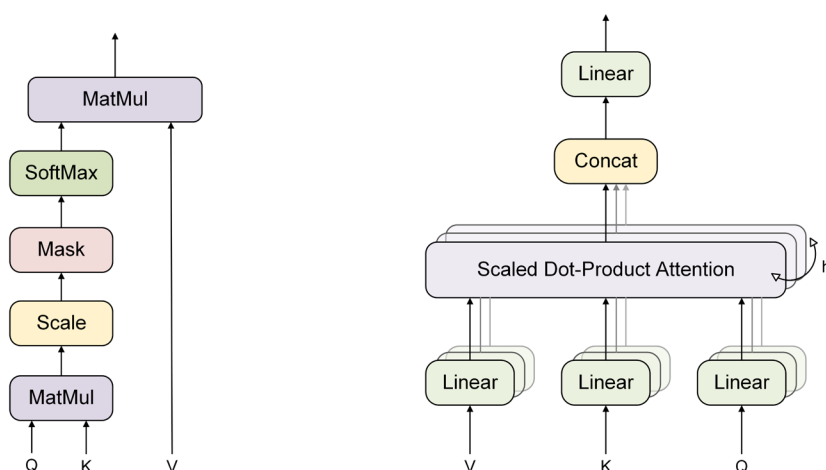 MatMul
SoftMax
Mask
Scale
MatMul
Q K V
Linear
Concat
Scaled Dot-Product Attention
h
Linear Linear Linear
V K Q